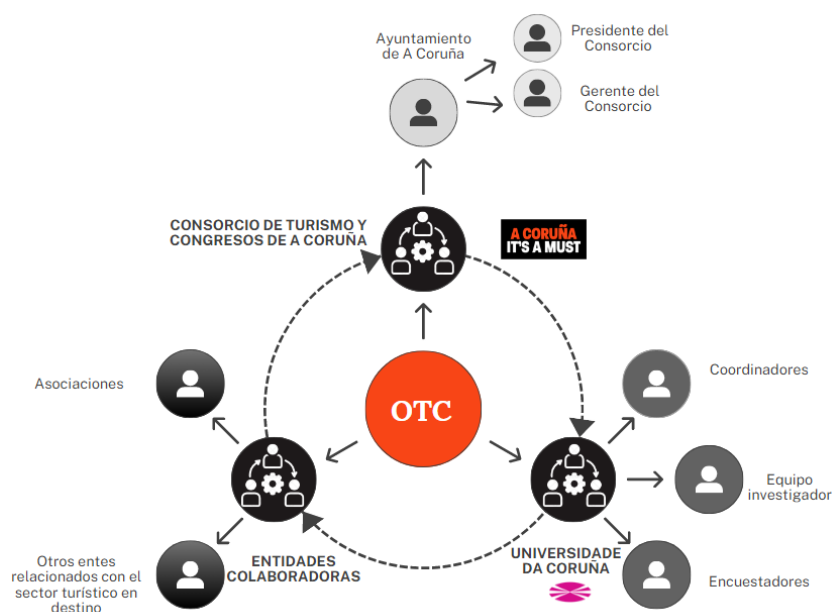 Ayuntamiento
de A Coruña
Presidente del
Consorcio
Gerente del
Consorcio
CONSORCIO DE TURISMO Y
CONGRESOS DE A CORUÑA
A CORUÑA
IT'S A MUST
Asociaciones
OTC
Coordinadores
Equipo
investigador
Otros entes
relacionados con el
sector turístico en
destino
ENTIDADES
COLABORADORAS
UNIVERSIDADE
DA CORUÑA
Encuestadores